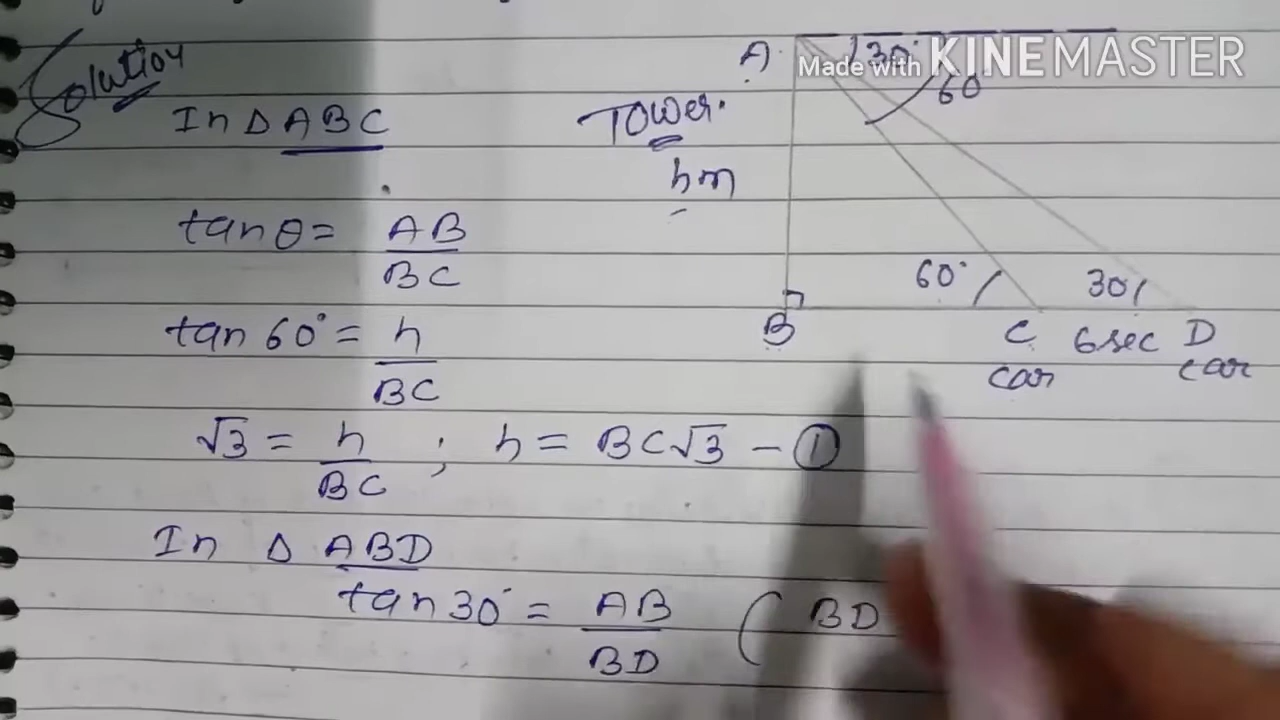 Solution
In Δ ABC
tan θ = AB / BC
tan 60° = h / BC
√3 = h / BC ; h = BC√3 — ①
In Δ ABD
tan 30° = AB / BD ( BD
Tower.
hm
A
30°
60
60°
30
B
C
6sec
D
car
car
Made with KINEMASTER